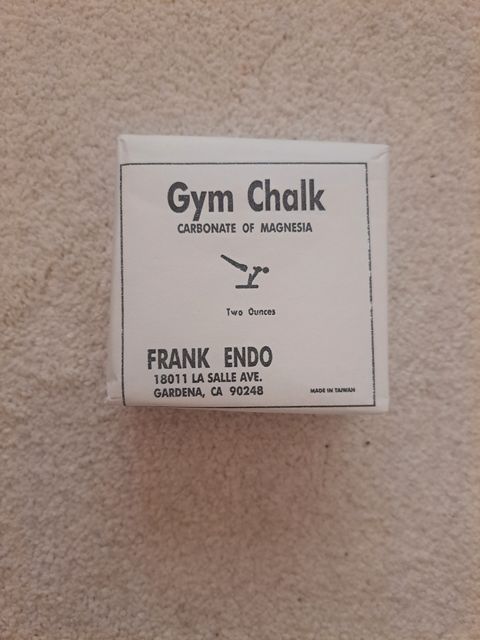 Gym Chalk
CARBONATE OF MAGNESIA
Two Ounces
FRANK ENDO
18011 LA SALLE AVE.
GARDENA, CA 90248
MADE IN TAIWAN